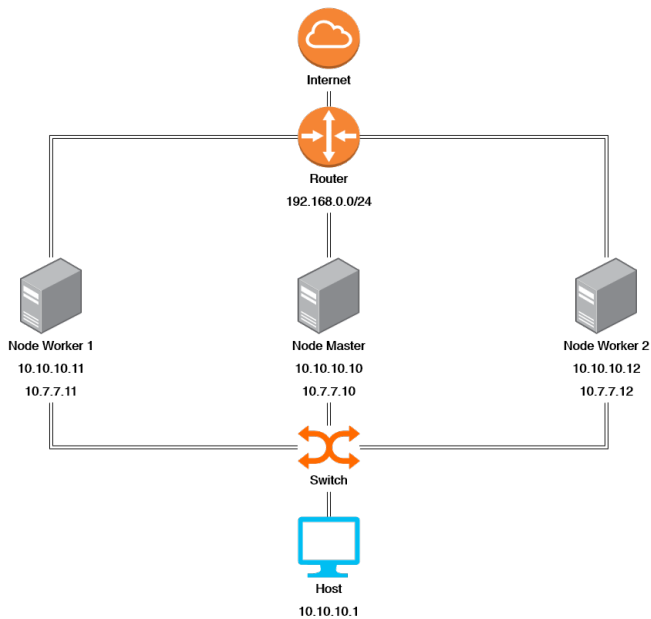 Internet
Router
192.168.0.0/24
Node Worker 1
10.10.10.11
10.7.7.11
Node Master
10.10.10.10
10.7.7.10
Node Worker 2
10.10.10.12
10.7.7.12
Switch
Host
10.10.10.1